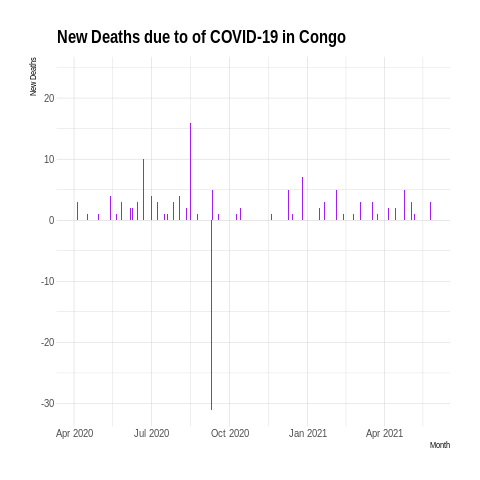 New Deaths due to of COVID-19 in Congo
New Deaths
20
10
0
-10
-20
-30
Apr 2020 Jul 2020 Oct 2020 Jan 2021 Apr 2021
Month